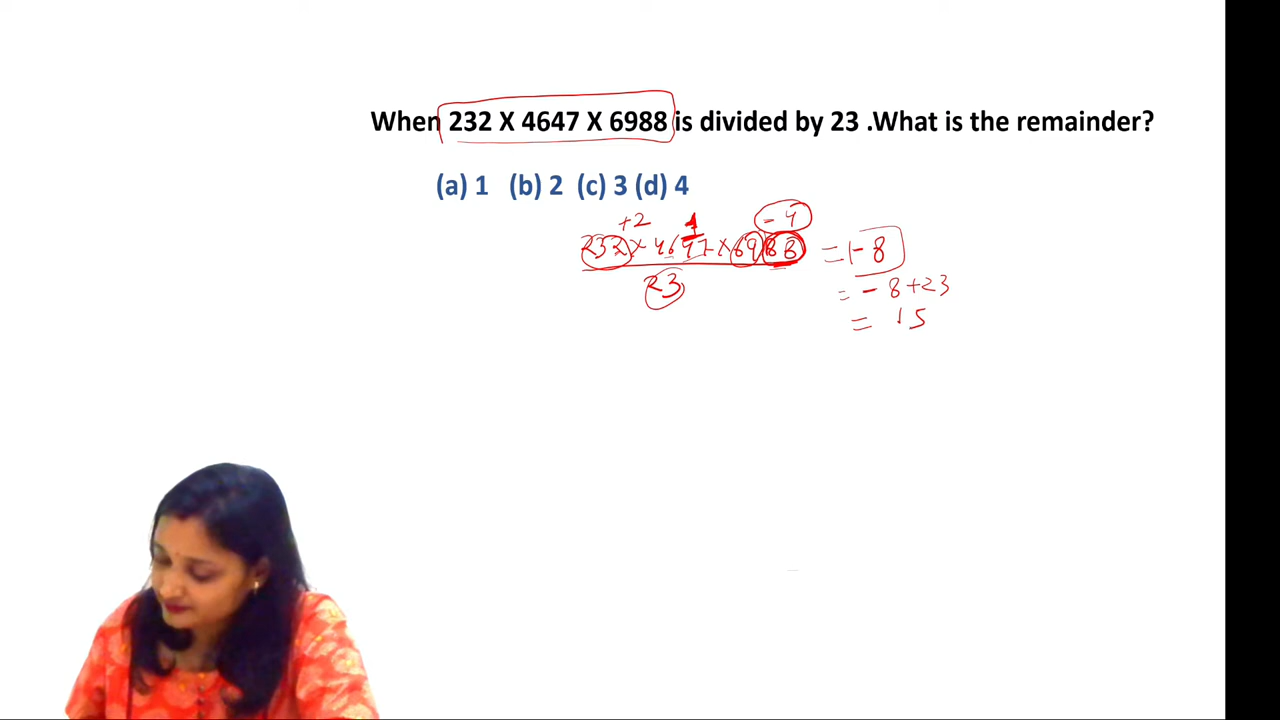 When 232 X 4647 X 6988 is divided by 23 .What is the remainder?
(a) 1 (b) 2 (c) 3 (d) 4
+2 1 - 4
232 x 4647 x 6988 = - 8
23
= - 8+23
= 15